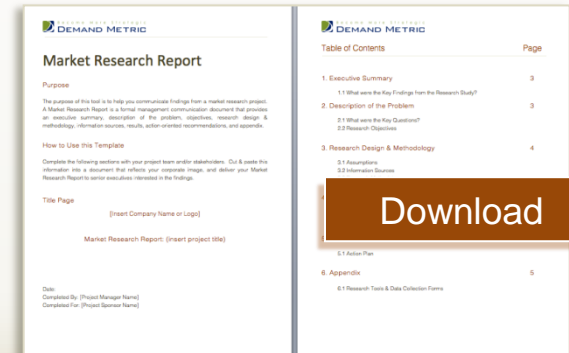 Become More Strategic
DEMAND METRIC
Market Research Report
Purpose
The purpose of this tool is to help you communicate findings from a market research project.
A Market Research Report is a formal management communication document that provides
an executive summary, description of the problem, objectives, research design &
methodology, information sources, results, action-oriented recommendations, and appendix.
How to Use this Template
Complete the following sections with your project team and/or stakeholders. Cut & paste this
information into a document that reflects your corporate image, and deliver your Market
Research Report to senior executives interested in the findings.
Title Page
[Insert Company Name or Logo]
Market Research Report: (insert project title)
Date
Completed By: [Project Manager Name]
Completed For: [Project Sponsor Name]
Become More Strategic
DEMAND METRIC
Table of Contents Page
1. Executive Summary 3
1.1 What were the Key Findings from the Research Study?
2. Description of the Problem 3
2.1 What were the Key Questions?
2.2 Research Objectives
3. Research Design & Methodology 4
3.1 Assumptions
3.2 Information Sources
Download
5.1 Action Plan
6. Appendix 5
6.1 Research Tools & Data Collection Forms